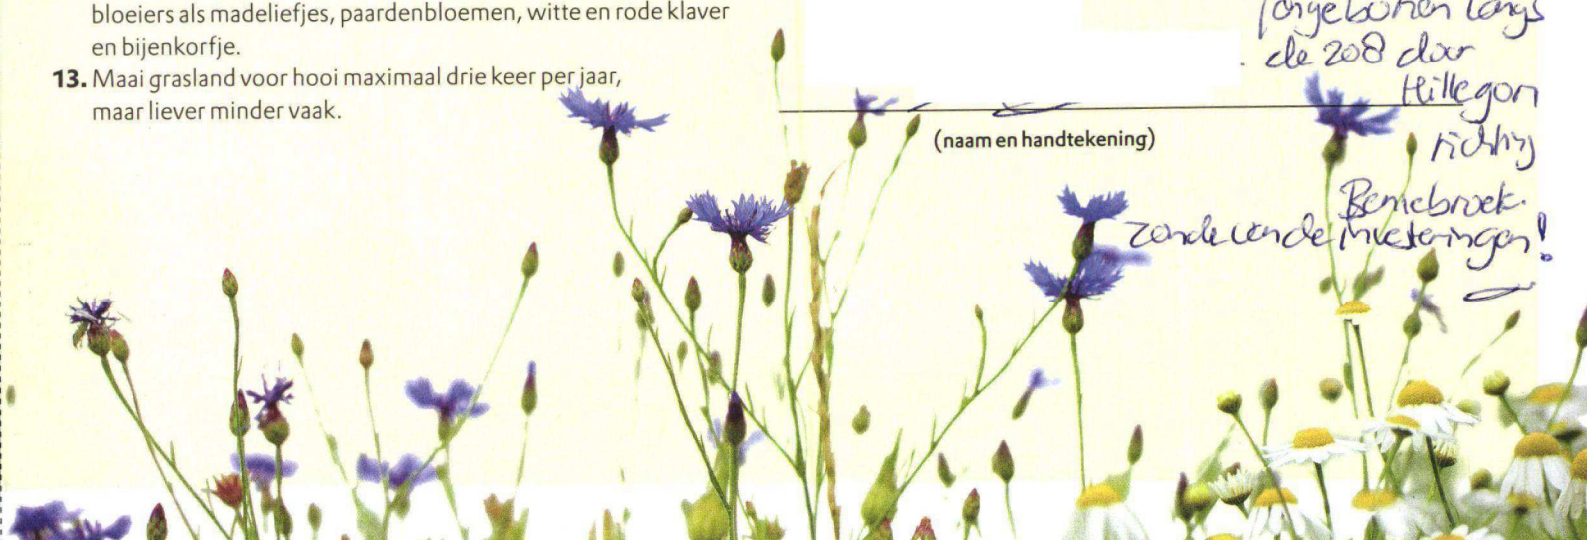 bloeiers als madeliefjes, paardenbloemen, witte en rode klaver
en bijenkorfje.
13. Maai grasland voor hooi maximaal drie keer per jaar,
maar liever minder vaak.
(naam en handtekening)
langs
de 208 door
Hillegom
richting
Bennebroek.
zonde van de investeringen!